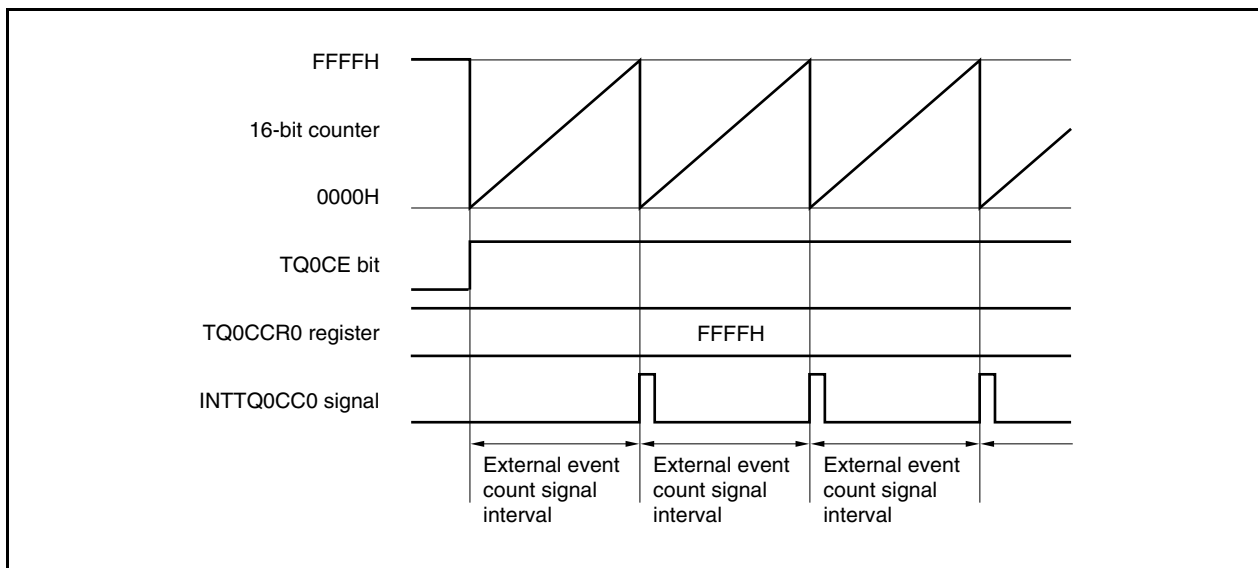 FFFFH
16-bit counter
0000H
TQ0CE bit
TQ0CCR0 register
FFFFH
INTTQ0CC0 signal
External event
count signal
interval
External event
count signal
interval
External event
count signal
interval